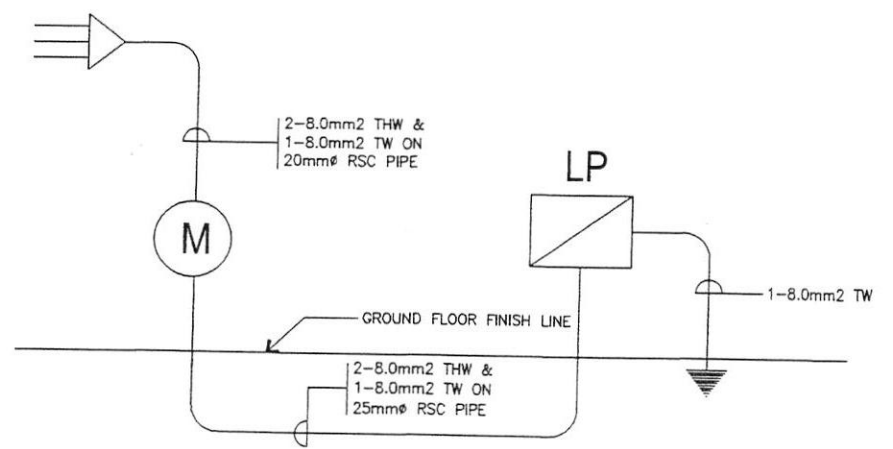 2-8.0mm2 THW &
1-8.0mm2 TW ON
20mmø RSC PIPE
LP
M
1-8.0mm2 TW
GROUND FLOOR FINISH LINE
2-8.0mm2 THW &
1-8.0mm2 TW ON
25mmø RSC PIPE